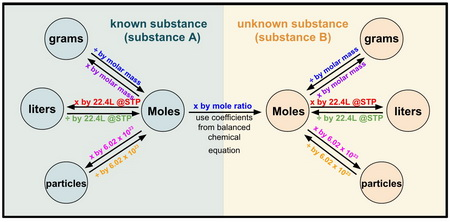 known substance
(substance A)
unknown substance
(substance B)
grams
÷ by molar mass
x by molar mass
liters
x by 22.4L @STP
÷ by 22.4L @STP
Moles
particles
x by 6.02 x 10²³
÷ by 6.02 x 10²³
x by mole ratio
use coefficients
from balanced
chemical
equation
Moles
grams
÷ by molar mass
x by molar mass
x by 22.4L @STP
÷ by 22.4L @STP
liters
x by 6.02 x 10²³
÷ by 6.02 x 10²³
particles